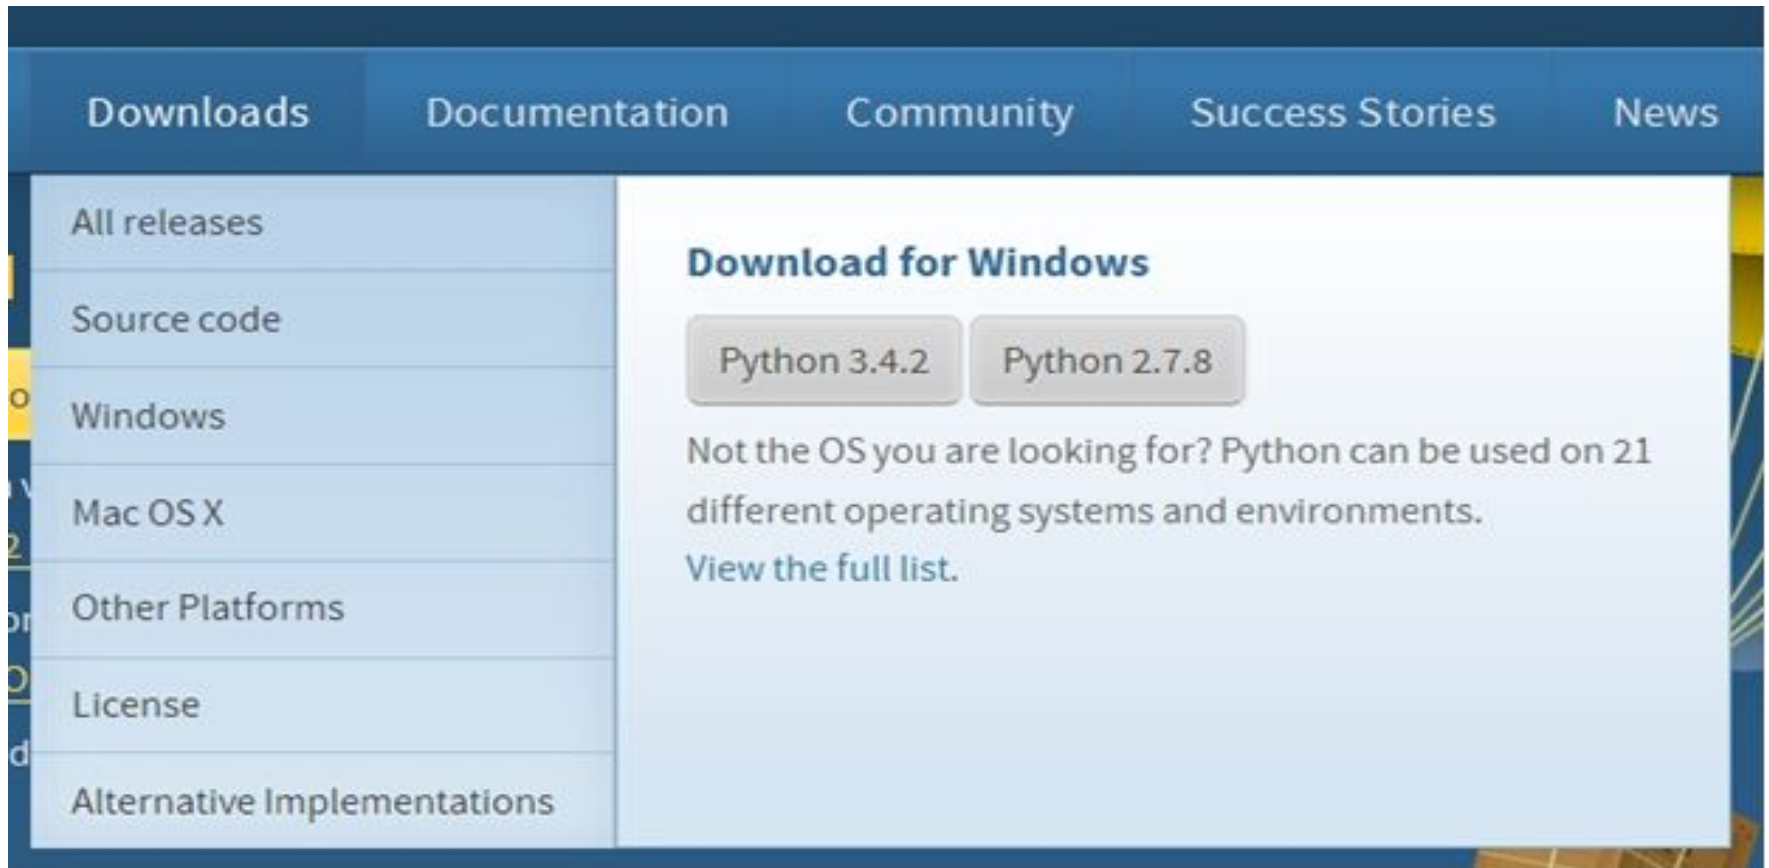 Downloads Documentation Community Success Stories News
All releases
Source code
Windows
Mac OS X
Other Platforms
License
Alternative Implementations
Download for Windows
Python 3.4.2 Python 2.7.8
Not the OS you are looking for? Python can be used on 21
different operating systems and environments.
View the full list.